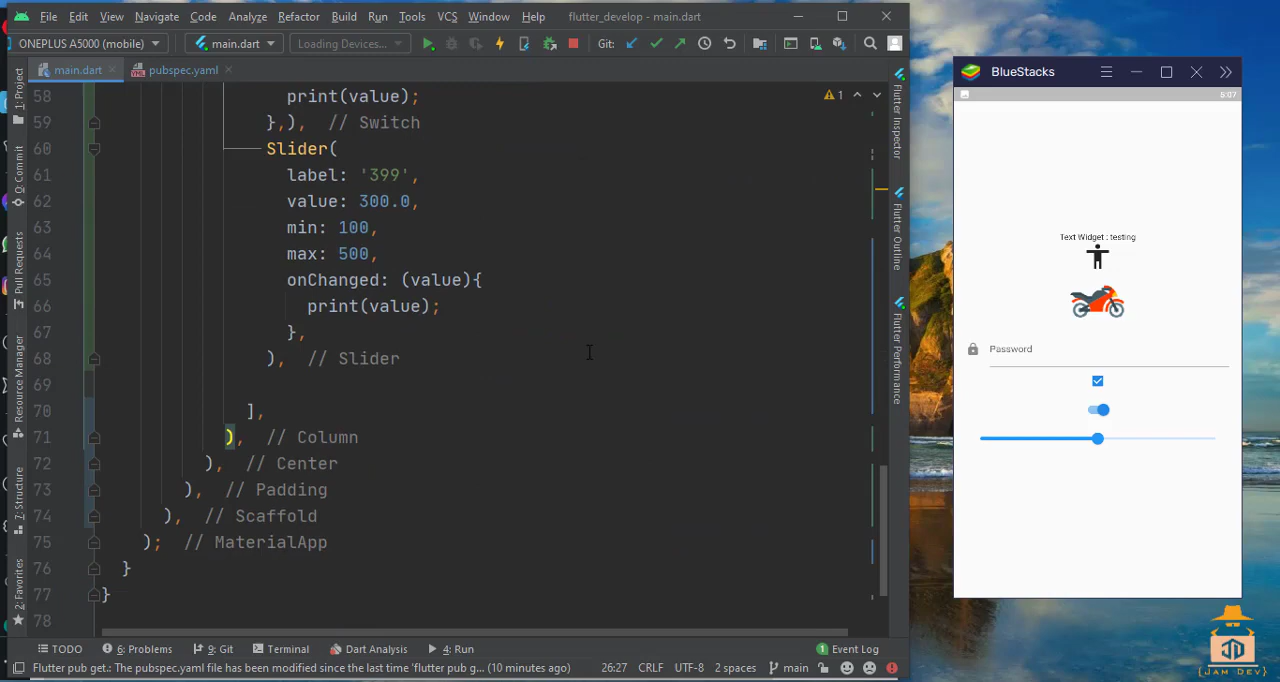 File Edit View Navigate Code Analyze Refactor Build Run Tools VCS Window Help flutter_develop - main.dart
ONEPLUS A5000 (mobile) main.dart Loading Devices... Git:
main.dart pubspec.yaml
1
58 print(value);
59 },), // Switch
60 Slider(
61 label: '399',
62 value: 300.0,
63 min: 100,
64 max: 500,
65 onChanged: (value){
66 print(value);
67 },
68 ), // Slider
69
70 ],
71 ), // Column
72 ), // Center
73 ), // Padding
74 ), // Scaffold
75 ); // MaterialApp
76 }
77 }
78
1: Project
0: Commit
Pull Requests
Resource Manager
7: Structure
2: Favorites
Flutter Inspector
Flutter Outline
Flutter Performance
TODO 6: Problems 9: Git Terminal Dart Analysis 4: Run 1 Event Log
Flutter pub get.: The pubspec.yaml file has been modified since the last time 'flutter pub g... (10 minutes ago) 26:27 CRLF UTF-8 2 spaces main
BlueStacks
5:07
Text Widget : testing
Password
JD
{JAM DEV}